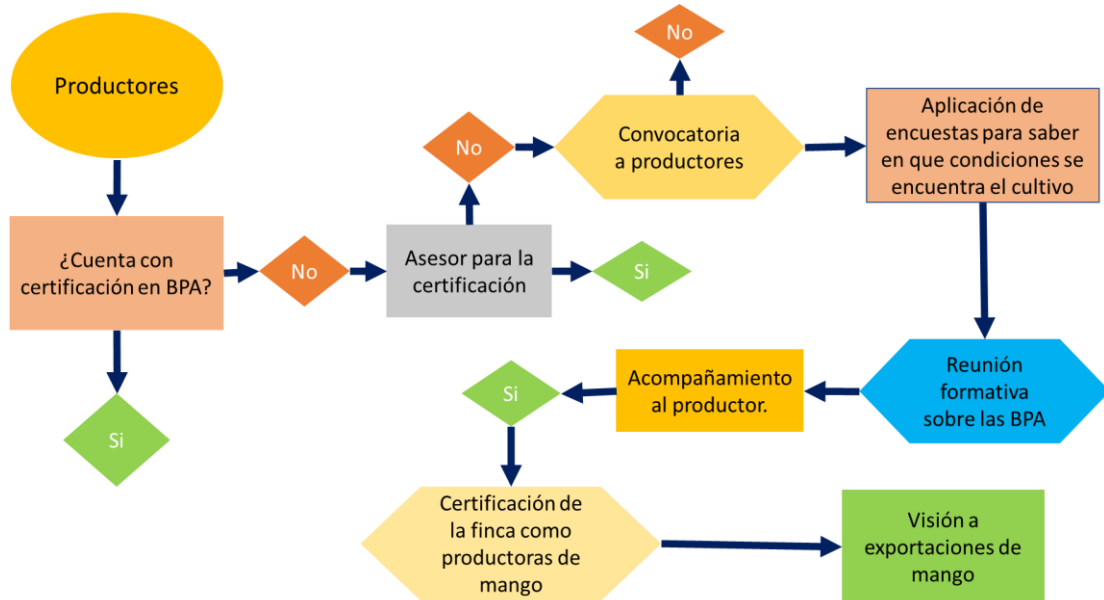 Productores
¿Cuenta con
certificación en BPA?
Si
No
Asesor para la
certificación
Si
No
Convocatoria
a productores
No
Aplicación de
encuestas para saber
en que condiciones se
encuentra el cultivo
Reunión
formativa
sobre las BPA
Acompañamiento
al productor.
Si
Certificación de
la finca como
productoras de
mango
Visión a
exportaciones de
mango